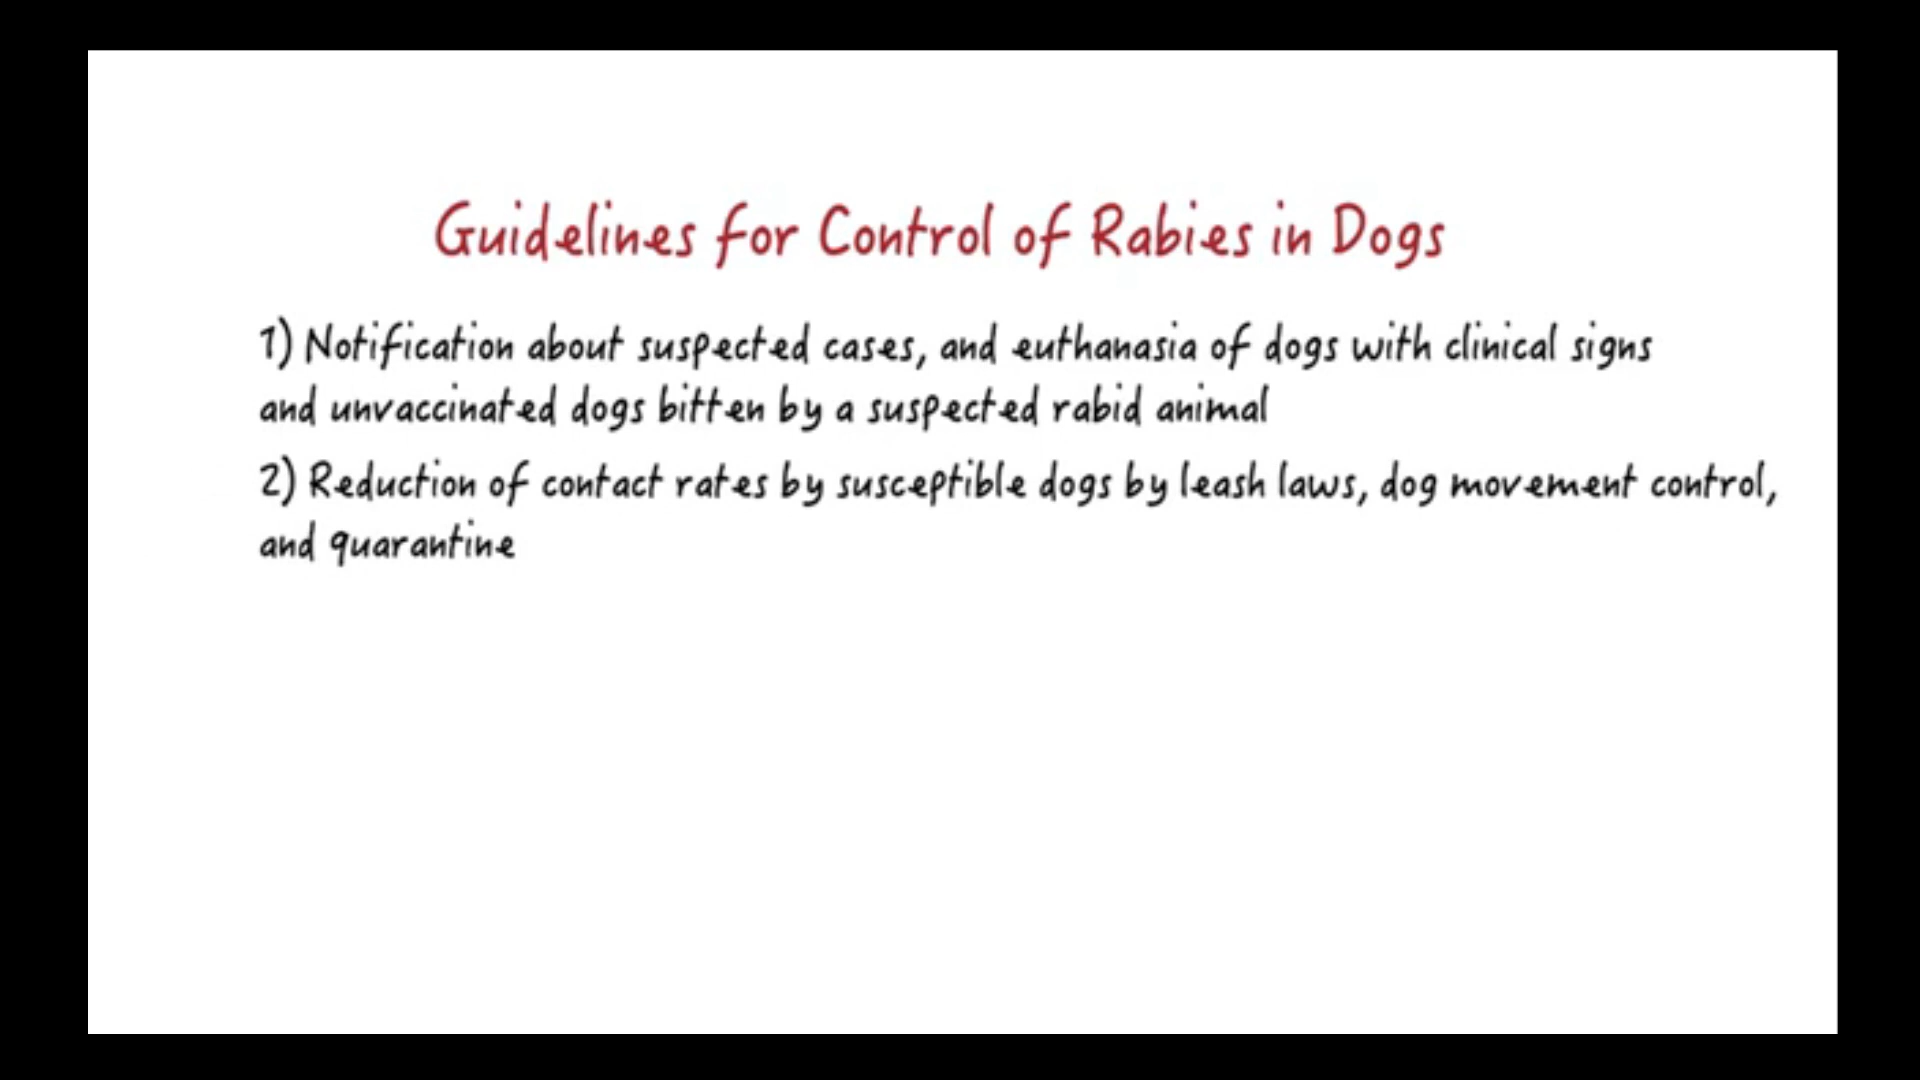 Guidelines for Control of Rabies in Dogs
1) Notification about suspected cases, and euthanasia of dogs with clinical signs
and unvaccinated dogs bitten by a suspected rabid animal
2) Reduction of contact rates by susceptible dogs by leash laws, dog movement control,
and quarantine